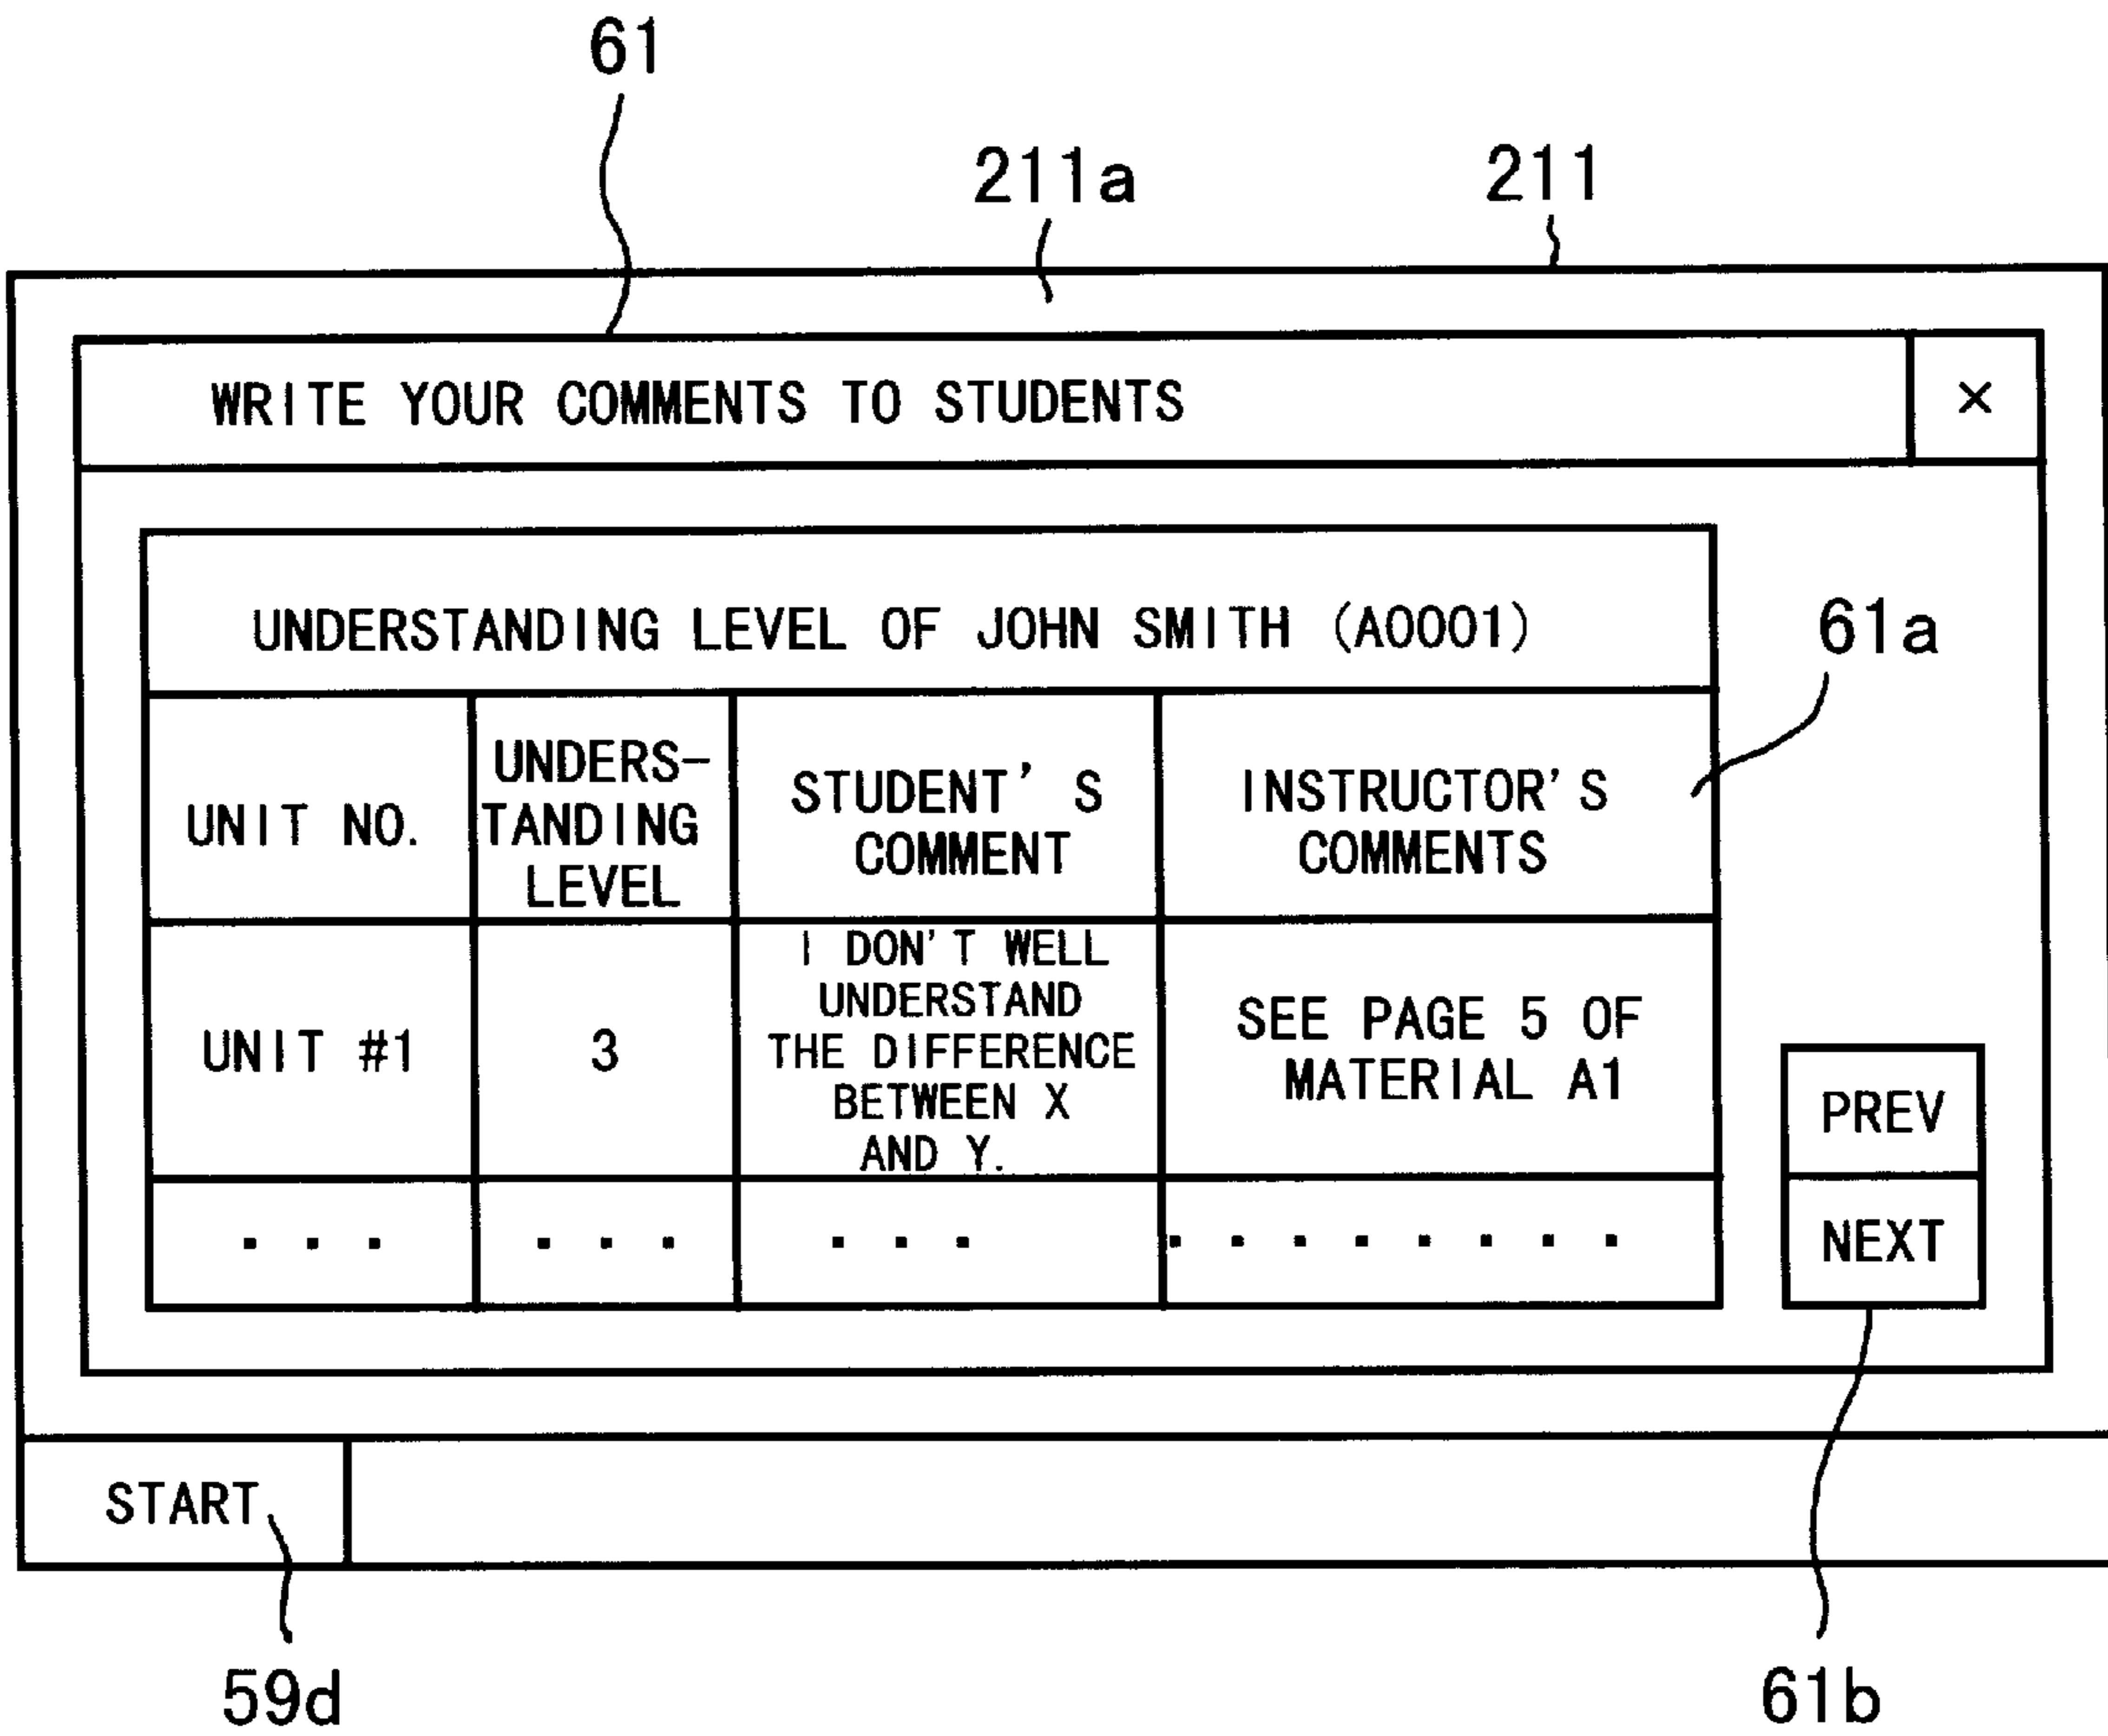 61
211a
211
WRITE YOUR COMMENTS TO STUDENTS
×
UNDERSTANDING LEVEL OF JOHN SMITH (A0001)
61a
UNIT NO.
UNDERS-
TANDING
LEVEL
STUDENT'S
COMMENT
INSTRUCTOR'S
COMMENTS
UNIT #1
3
I DON'T WELL
UNDERSTAND
THE DIFFERENCE
BETWEEN X
AND Y.
SEE PAGE 5 OF
MATERIAL A1
PREV
NEXT
. . .
. . .
. . .
. . . . . . . .
START
59d
61b